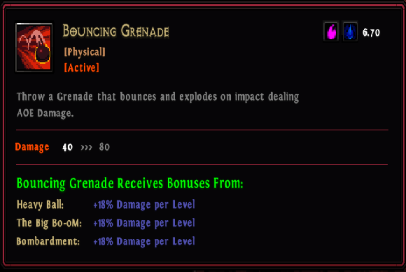 Bouncing Grenade
[Physical]
[Active]
6.70
Throw a Grenade that bounces and explodes on impact dealing
AOE Damage.
Damage 40 >>> 80
Bouncing Grenade Receives Bonuses From:
Heavy Ball: +18% Damage per Level
The Big Bo-oM: +18% Damage per Level
Bombardment: +18% Damage per Level